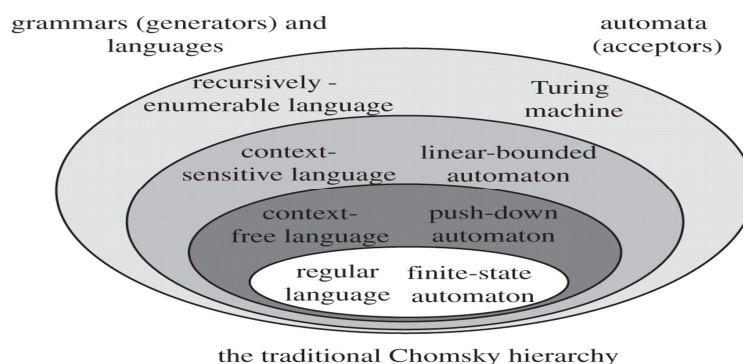 grammars (generators) and
languages
automata
(acceptors)
recursively -
enumerable language
Turing
machine
context-
sensitive language
linear-bounded
automaton
context-
free language
push-down
automaton
regular
language
finite-state
automaton
the traditional Chomsky hierarchy